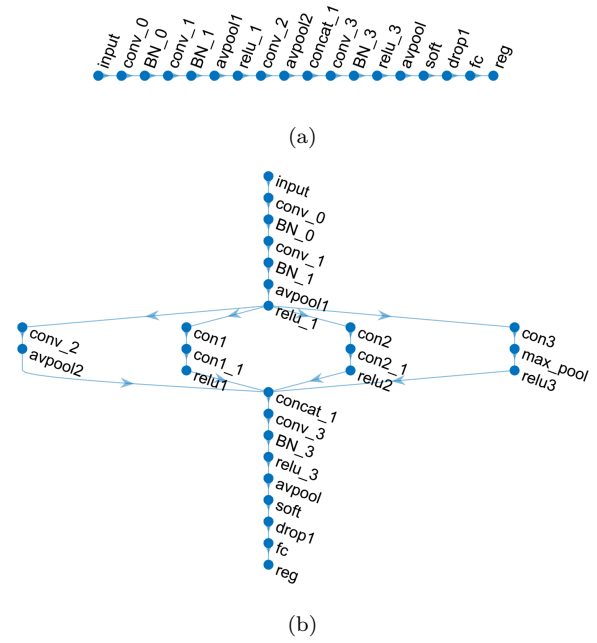 input conv_0 BN_0 conv_1 BN_1 avpool1 relu_1 conv_2 avpool2 concat_1 conv_3 BN_3 relu_3 avpool soft drop1 fc reg
(a)
input
conv_0
BN_0
conv_1
BN_1
avpool1
relu_1
conv_2 con1 con2 con3
avpool2 con1_1 con2_1 max_pool
relu1 relu2 relu3
concat_1
conv_3
BN_3
relu_3
avpool
soft
drop1
fc
reg
(b)